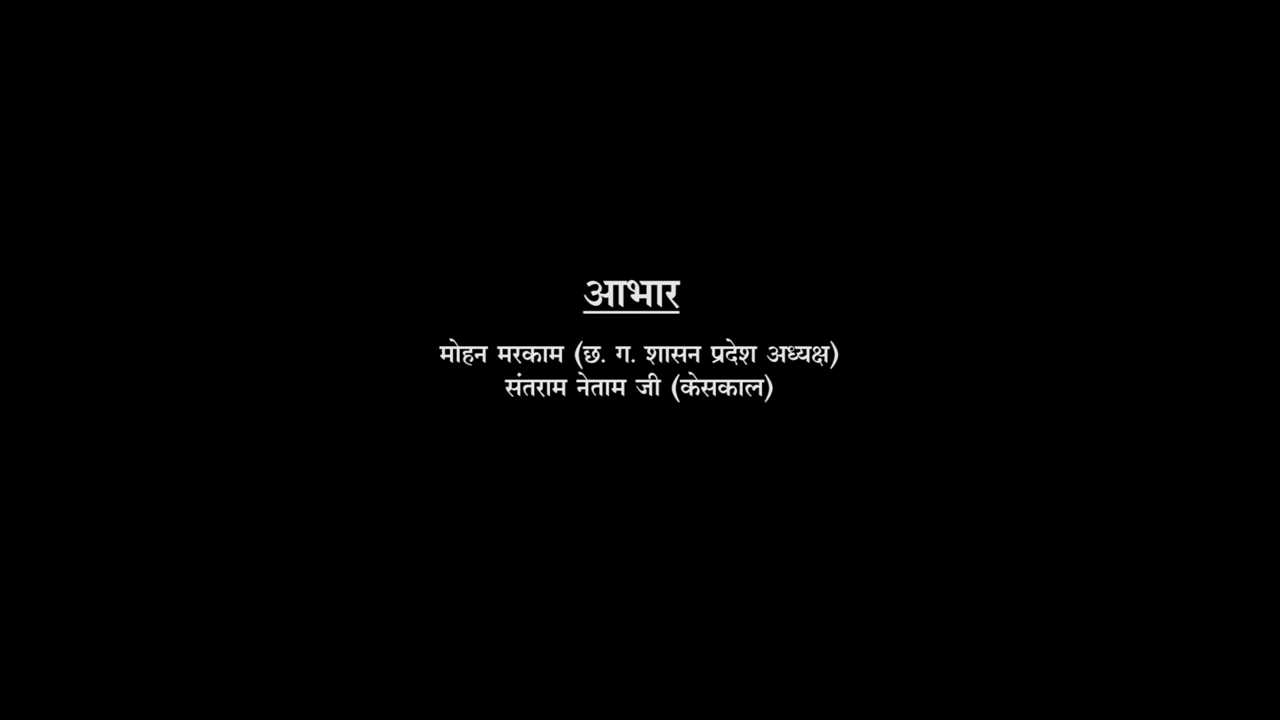 आभार
मोहन मरकाम (छ. ग. शासन प्रदेश अध्यक्ष)
संतराम नेताम जी (केसकाल)